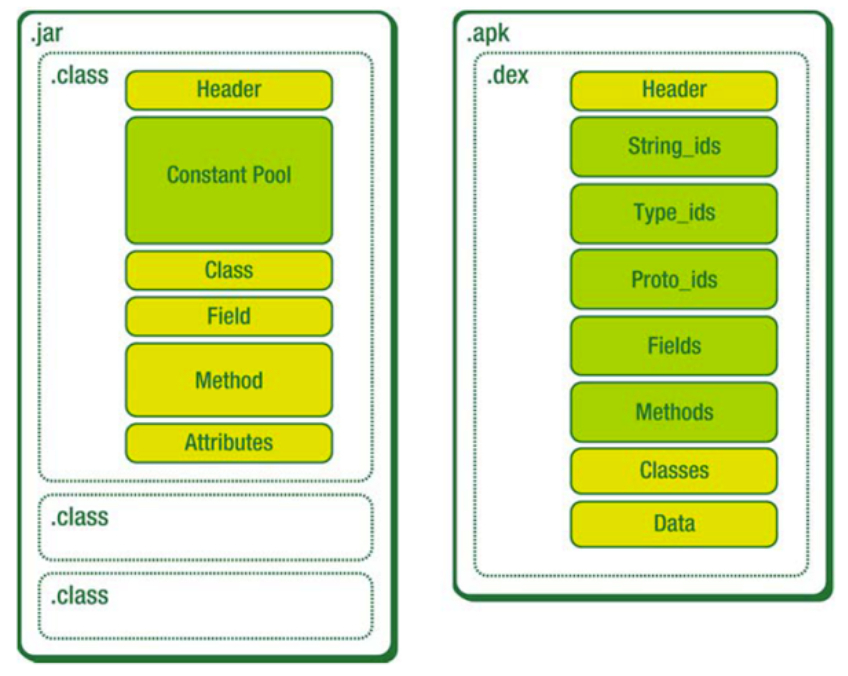 .jar
.class
Header
Constant Pool
Class
Field
Method
Attributes
.class
.class
.apk
.dex
Header
String_ids
Type_ids
Proto_ids
Fields
Methods
Classes
Data